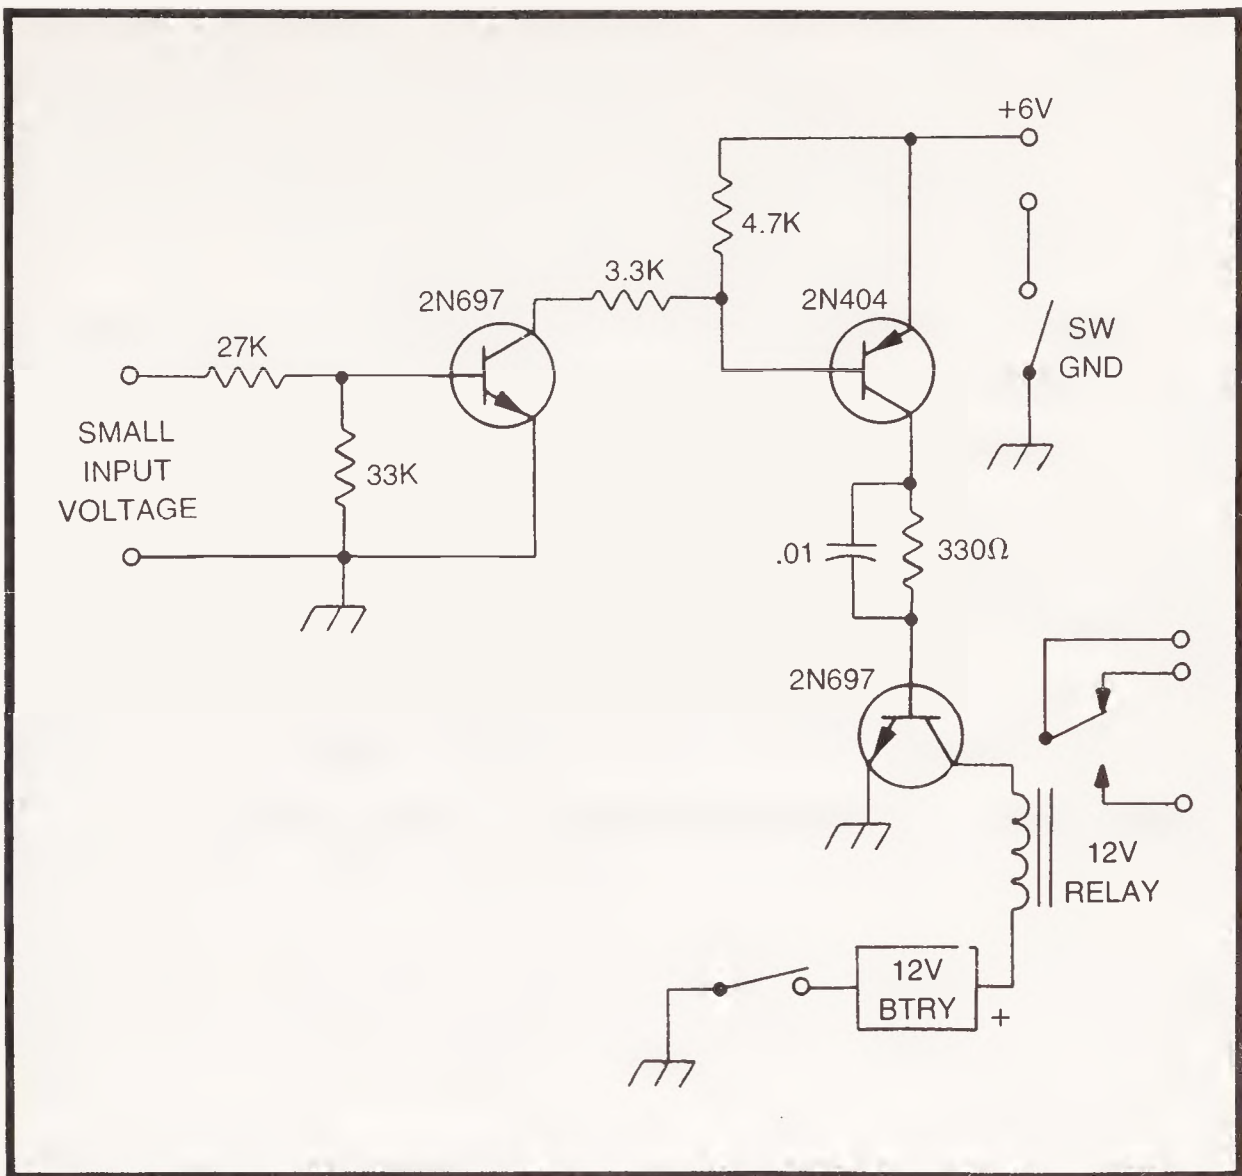 +6V
4.7K
3.3K
2N697
2N404
SW
GND
27K
SMALL
INPUT
VOLTAGE
33K
.01
330Ω
2N697
12V
RELAY
12V
BTRY
+